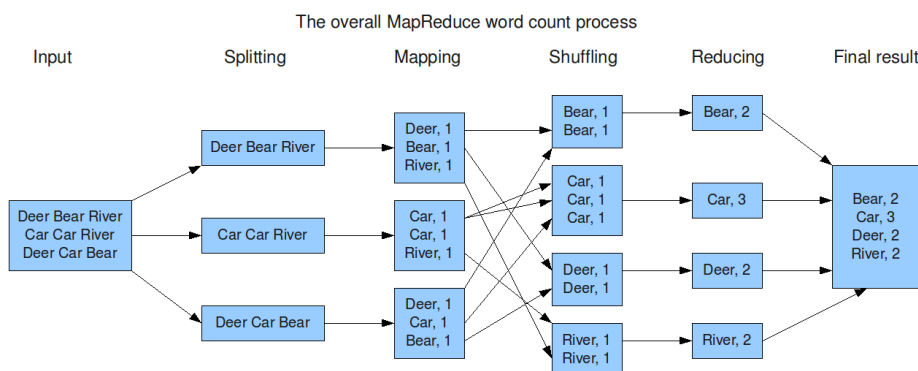 The overall MapReduce word count process
Input
Splitting
Mapping
Shuffling
Reducing
Final result
Deer Bear River
Car Car River
Deer Car Bear
Deer Bear River
Car Car River
Deer Car Bear
Deer, 1
Bear, 1
River, 1
Car, 1
Car, 1
River, 1
Deer, 1
Car, 1
Bear, 1
Bear, 1
Bear, 1
Car, 1
Car, 1
Car, 1
Deer, 1
Deer, 1
River, 1
River, 1
Bear, 2
Car, 3
Deer, 2
River, 2
Bear, 2
Car, 3
Deer, 2
River, 2